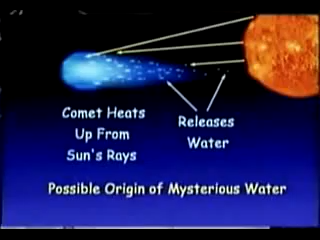 Comet Heats
Up From
Sun's Rays
Releases
Water
Possible Origin of Mysterious Water